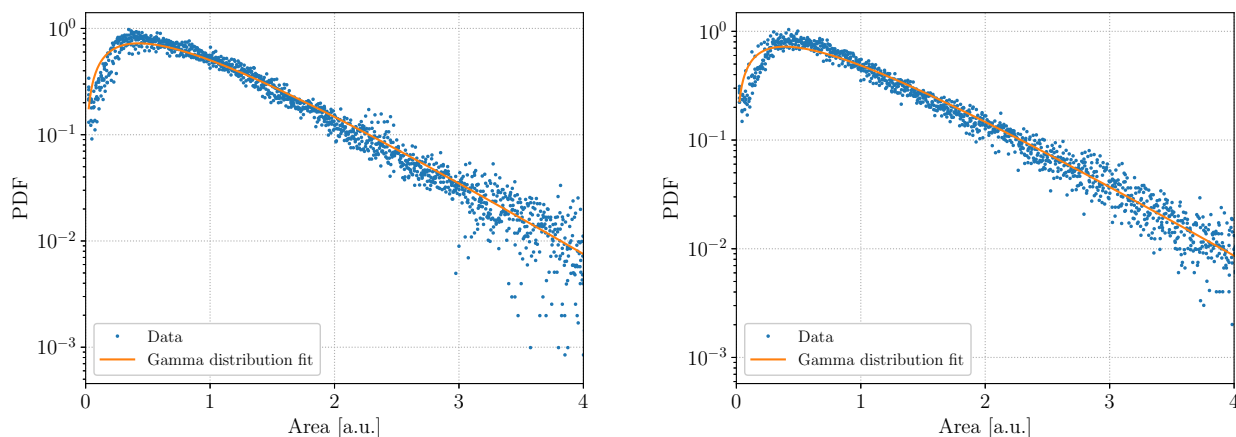 10^0
10^{-1}
10^{-2}
10^{-3}
PDF
Data
Gamma distribution fit
0 1 2 3 4
Area [a.u.]
10^0
10^{-1}
10^{-2}
10^{-3}
PDF
Data
Gamma distribution fit
0 1 2 3 4
Area [a.u.]